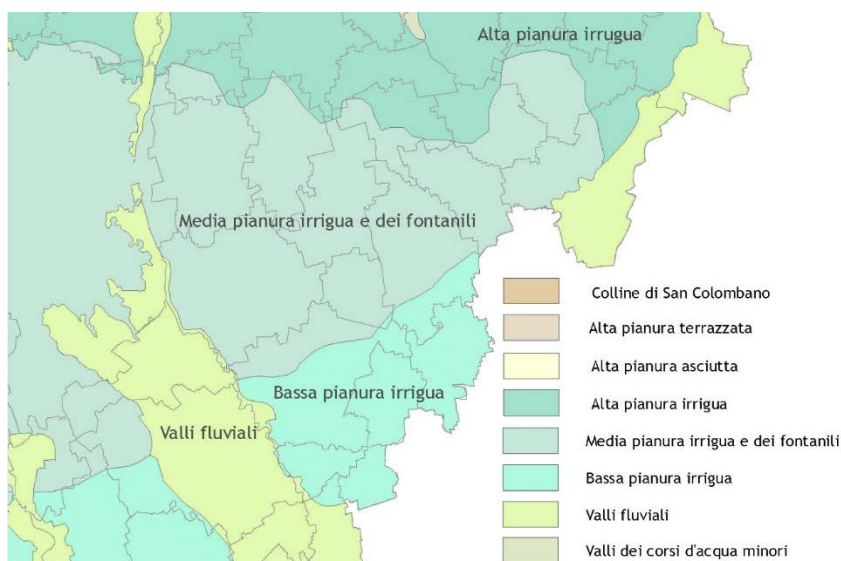 Alta pianura irrugua
Media pianura irrigua e dei fontanili
Bassa pianura irrigua
Valli fluviali
Colline di San Colombano
Alta pianura terrazzata
Alta pianura asciutta
Alta pianura irrigua
Media pianura irrigua e dei fontanili
Bassa pianura irrigua
Valli fluviali
Valli dei corsi d'acqua minori